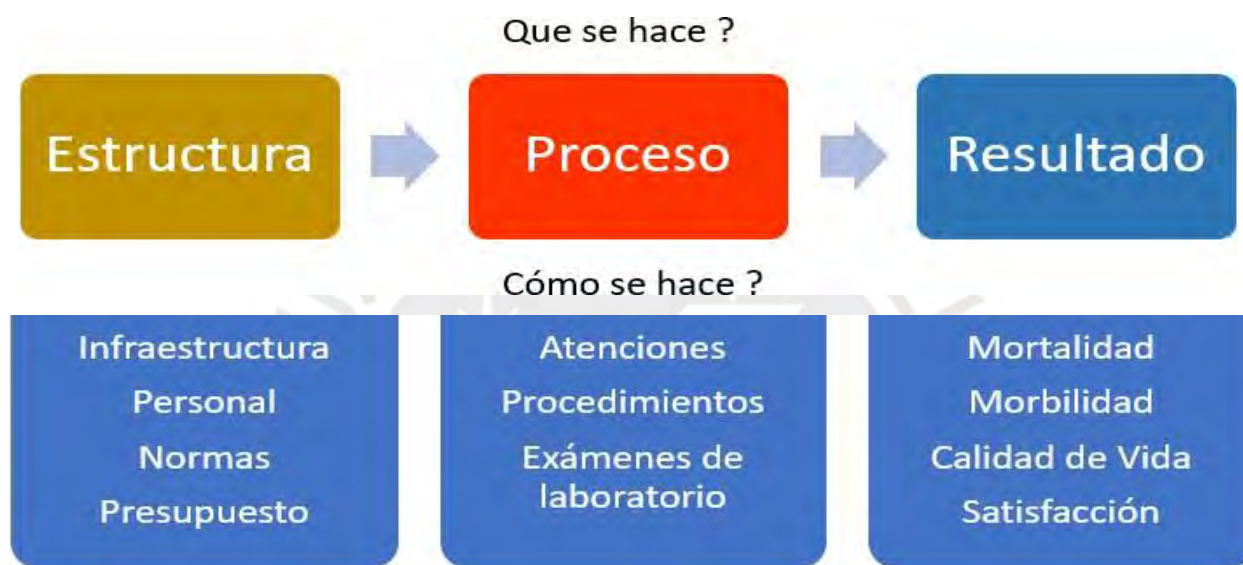 Que se hace ?
Estructura
Proceso
Resultado
Cómo se hace ?
Infraestructura
Personal
Normas
Presupuesto
Atenciones
Procedimientos
Exámenes de
laboratorio
Mortalidad
Morbilidad
Calidad de Vida
Satisfacción